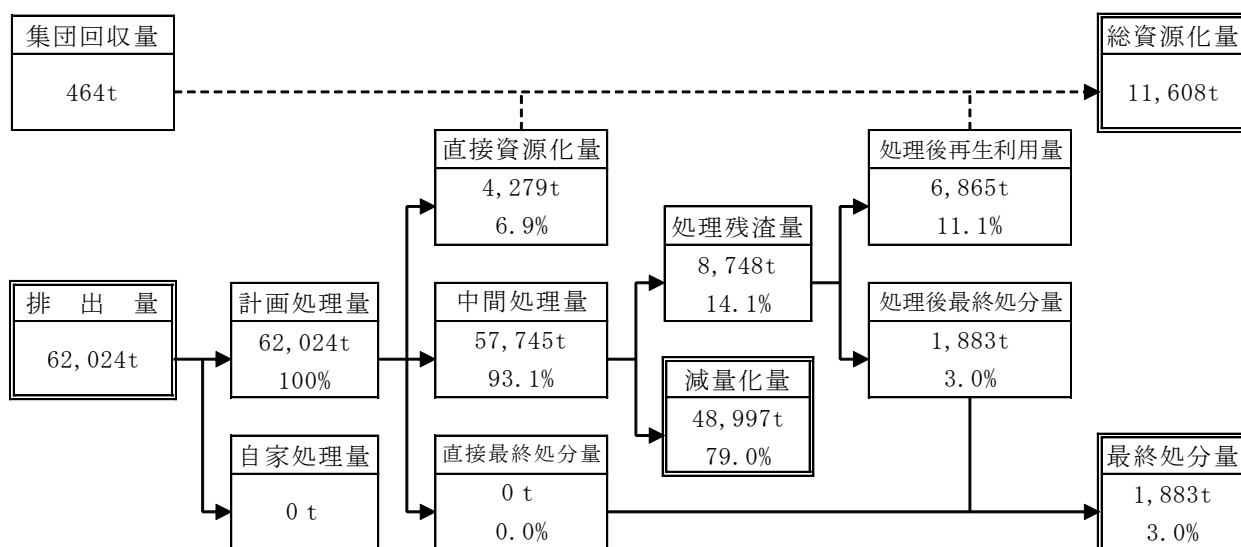 集団回収量
464t
総資源化量
11,608t
直接資源化量
4,279t
6.9%
処理後再生利用量
6,865t
11.1%
処理残渣量
8,748t
14.1%
排　出　量
62,024t
計画処理量
62,024t
100%
中間処理量
57,745t
93.1%
処理後最終処分量
1,883t
3.0%
減量化量
48,997t
79.0%
自家処理量
0 t
直接最終処分量
0 t
0.0%
最終処分量
1,883t
3.0%